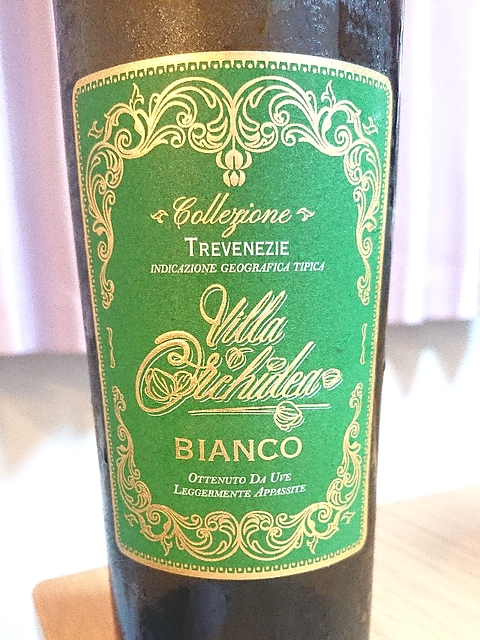 Collezione
TREVENEZIE
INDICAZIONE GEOGRAFICA TIPICA
Villa
Orchidea
BIANCO
OTTENUTO DA UVE
LEGGERMENTE APPASSITE